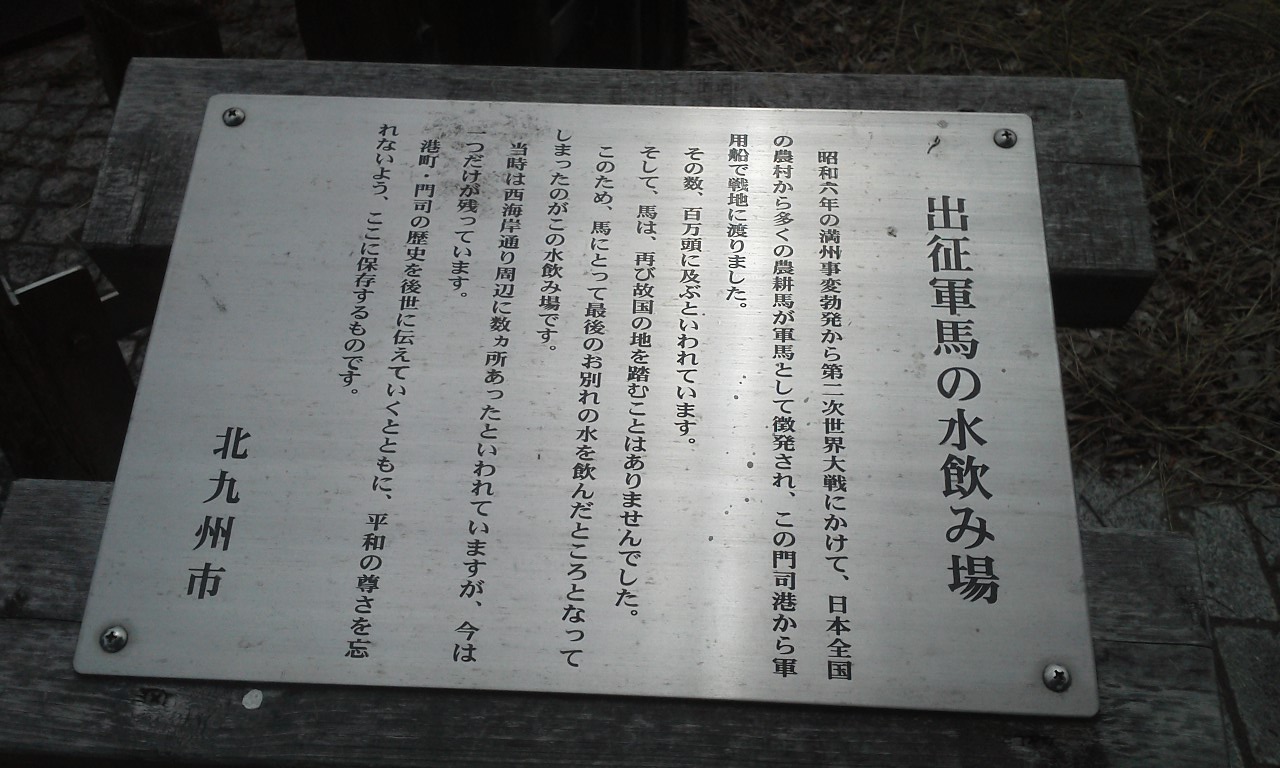 出征軍馬の水飲み場
昭和六年の満州事変勃発から第二次世界大戦にかけて、日本全国
の農村から多くの農耕馬が軍馬として徴発され、この門司港から軍
用船で戦地に渡りました。
その数、百万頭に及ぶといわれています。
そして、馬は、再び故国の地を踏むことはありませんでした。
このため、馬にとって最後のお別れの水を飲んだところとなって
しまったのがこの水飲み場です。
当時は西海岸通り周辺に数ヵ所あったといわれていますが、今は
一つだけが残っています。
港町・門司の歴史を後世に伝えていくとともに、平和の尊さを忘
れないよう、ここに保存するものです。
北九州市